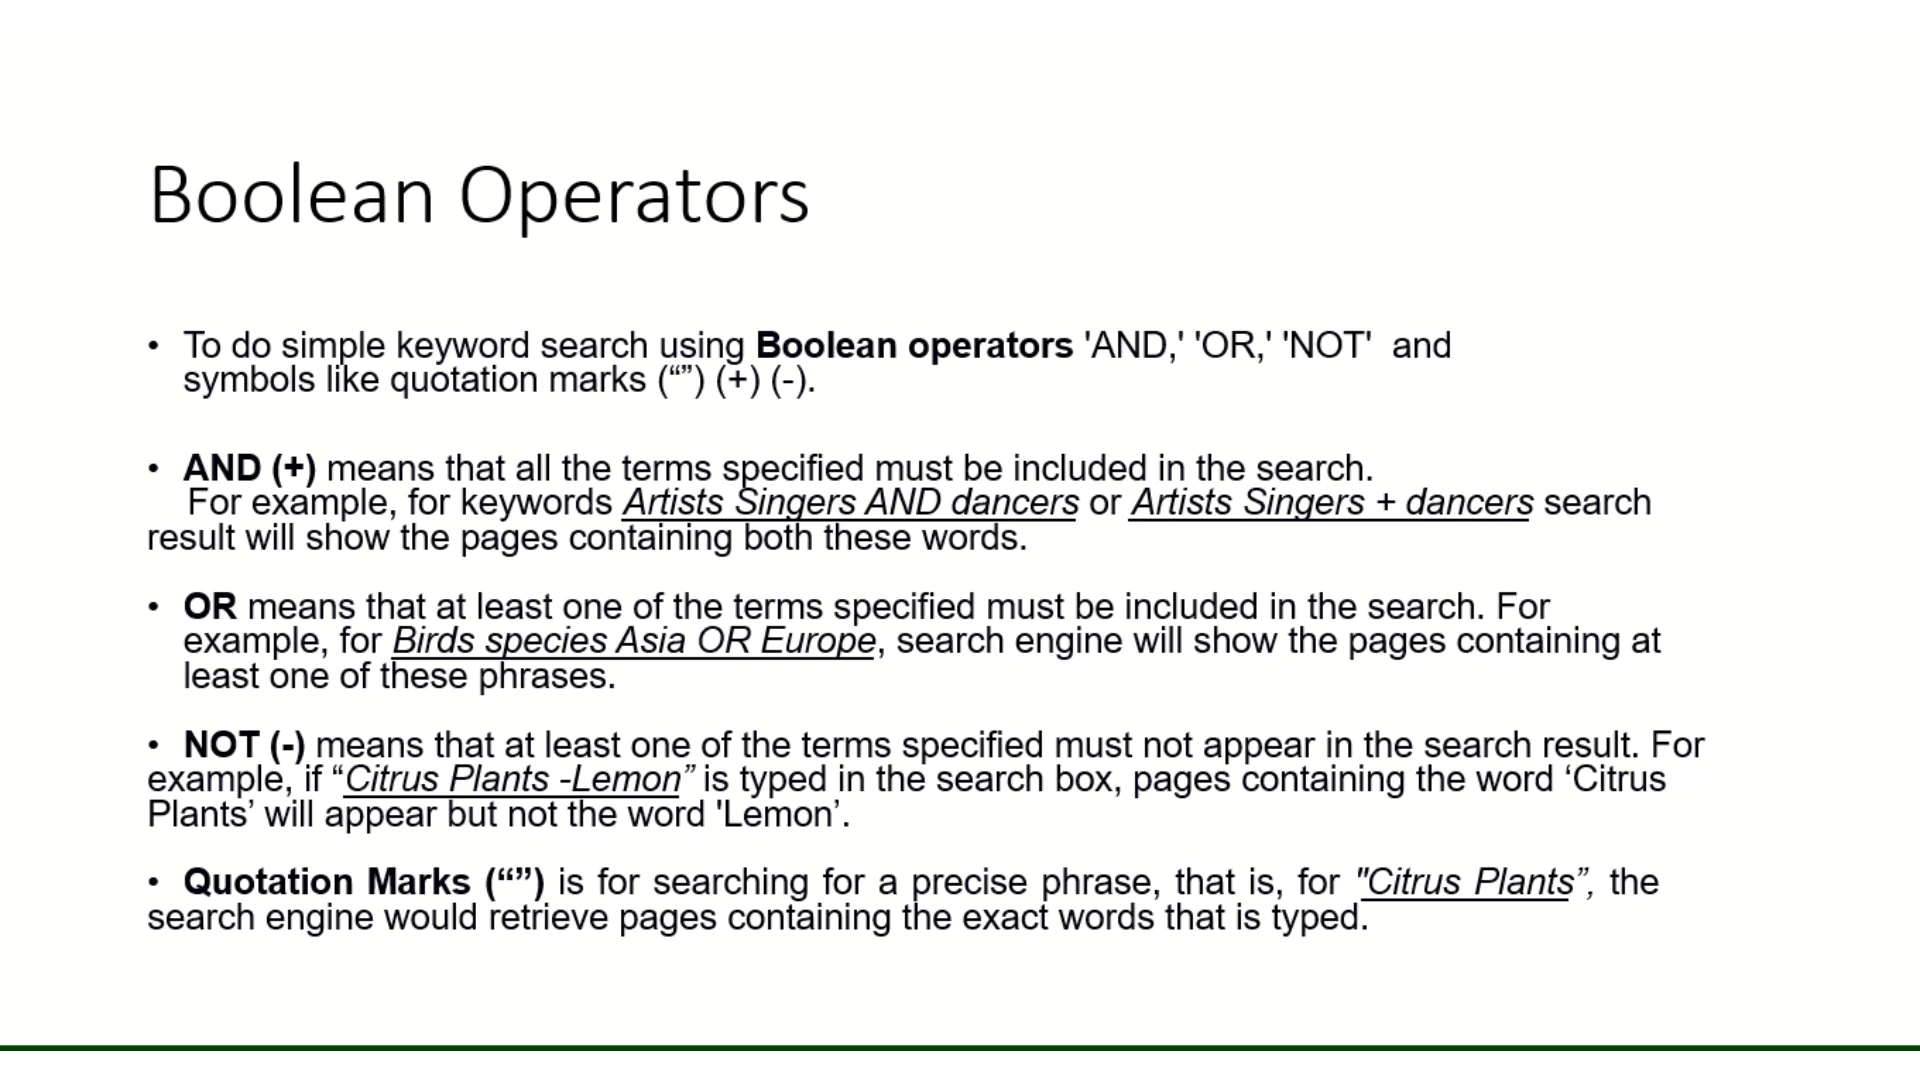 Boolean Operators
• To do simple keyword search using Boolean operators 'AND,' 'OR,' 'NOT' and
symbols like quotation marks (“”) (+) (-).
• AND (+) means that all the terms specified must be included in the search.
For example, for keywords Artists Singers AND dancers or Artists Singers + dancers search
result will show the pages containing both these words.
• OR means that at least one of the terms specified must be included in the search. For
example, for Birds species Asia OR Europe, search engine will show the pages containing at
least one of these phrases.
• NOT (-) means that at least one of the terms specified must not appear in the search result. For
example, if “Citrus Plants -Lemon” is typed in the search box, pages containing the word ‘Citrus
Plants’ will appear but not the word 'Lemon’.
• Quotation Marks (“”) is for searching for a precise phrase, that is, for "Citrus Plants”, the
search engine would retrieve pages containing the exact words that is typed.